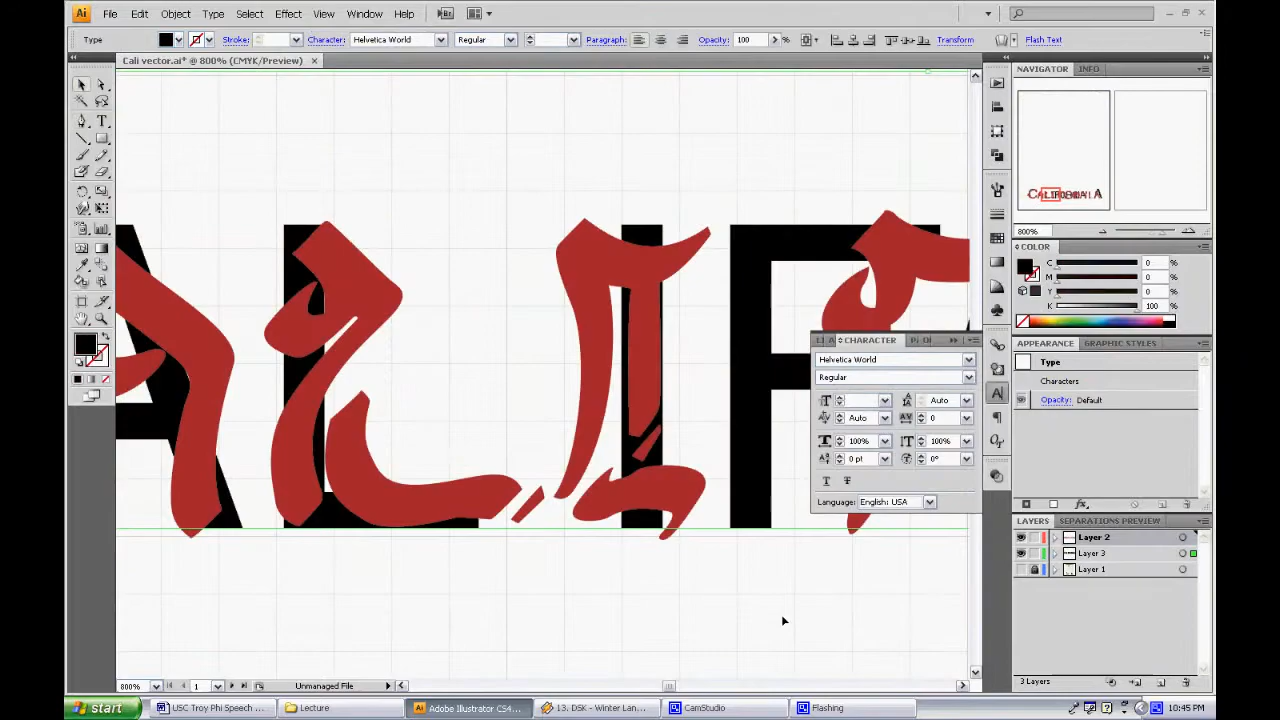 Ai File Edit Object Type Select Effect View Window Help Br
Type Stroke: Character: Helvetica World Regular Paragraph: Opacity: 100 % Transform Flash Text
Cali vector.ai* @ 800% (CMYK/Preview)
NAVIGATOR INFO
CALIFORNIA
800%
COLOR
C 0 %
M 0 %
Y 0 %
K 100 %
ALIF
CHARACTER
Helvetica World
Regular
Auto
Auto 0
100% 100%
0 pt 0°
Language: English: USA
APPEARANCE GRAPHIC STYLES
Type
Characters
Opacity: Default
LAYERS SEPARATIONS PREVIEW
Layer 2
Layer 3
Layer 1
3 Layers
800% 1 Unmanaged File
start USC Troy Phi Speech ... Lecture Adobe Illustrator CS4... 13. DSK - Winter Lan... CamStudio Flashing 10:45 PM